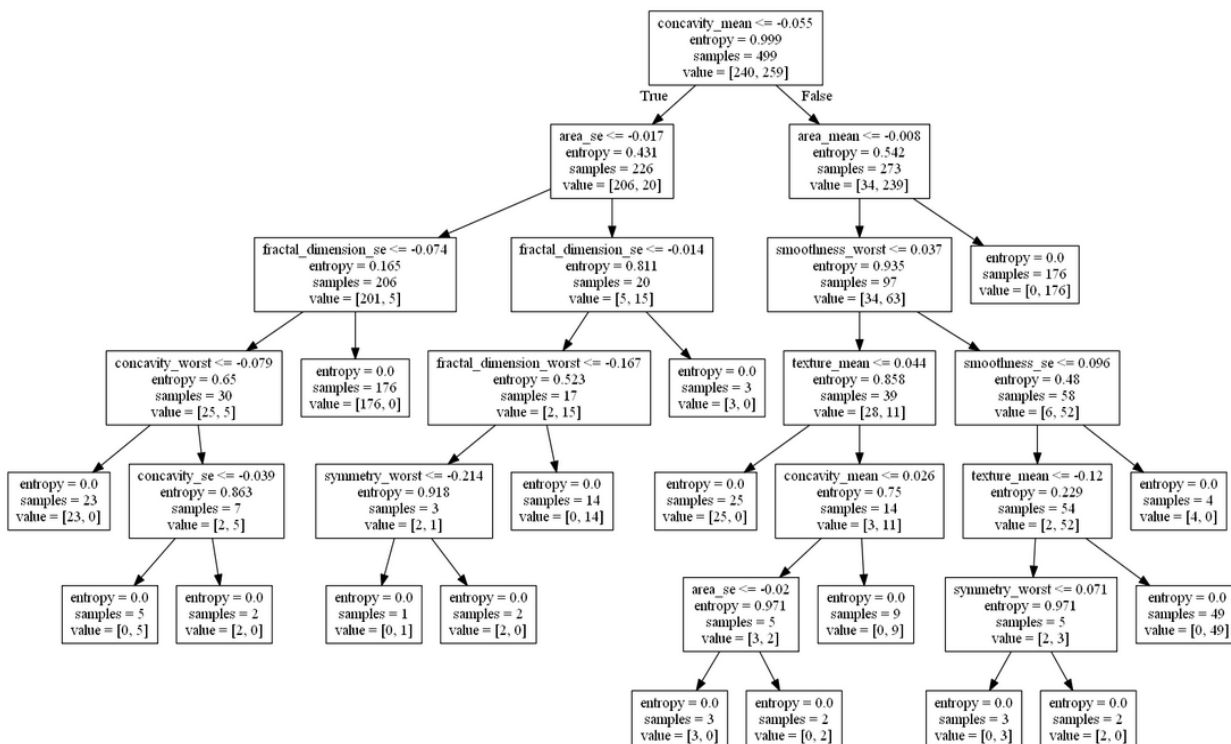 concavity_mean <= -0.055
entropy = 0.999
samples = 499
value = [240, 259]
True
False
area_se <= -0.017
entropy = 0.431
samples = 226
value = [206, 20]
area_mean <= -0.008
entropy = 0.542
samples = 273
value = [34, 239]
fractal_dimension_se <= -0.074
entropy = 0.165
samples = 206
value = [201, 5]
fractal_dimension_se <= -0.014
entropy = 0.811
samples = 20
value = [5, 15]
smoothness_worst <= 0.037
entropy = 0.935
samples = 97
value = [34, 63]
entropy = 0.0
samples = 176
value = [0, 176]
concavity_worst <= -0.079
entropy = 0.65
samples = 30
value = [25, 5]
entropy = 0.0
samples = 176
value = [176, 0]
fractal_dimension_worst <= -0.167
entropy = 0.523
samples = 17
value = [2, 15]
entropy = 0.0
samples = 3
value = [3, 0]
texture_mean <= 0.044
entropy = 0.858
samples = 39
value = [28, 11]
smoothness_se <= 0.096
entropy = 0.48
samples = 58
value = [6, 52]
entropy = 0.0
samples = 23
value = [23, 0]
concavity_se <= -0.039
entropy = 0.863
samples = 7
value = [2, 5]
symmetry_worst <= -0.214
entropy = 0.918
samples = 3
value = [2, 1]
entropy = 0.0
samples = 14
value = [0, 14]
entropy = 0.0
samples = 25
value = [25, 0]
concavity_mean <= 0.026
entropy = 0.75
samples = 14
value = [3, 11]
texture_mean <= -0.12
entropy = 0.229
samples = 54
value = [2, 52]
entropy = 0.0
samples = 4
value = [4, 0]
entropy = 0.0
samples = 5
value = [0, 5]
entropy = 0.0
samples = 2
value = [2, 0]
entropy = 0.0
samples = 1
value = [0, 1]
entropy = 0.0
samples = 2
value = [2, 0]
area_se <= -0.02
entropy = 0.971
samples = 5
value = [3, 2]
entropy = 0.0
samples = 9
value = [0, 9]
symmetry_worst <= 0.071
entropy = 0.971
samples = 5
value = [2, 3]
entropy = 0.0
samples = 49
value = [0, 49]
entropy = 0.0
samples = 3
value = [3, 0]
entropy = 0.0
samples = 2
value = [0, 2]
entropy = 0.0
samples = 3
value = [0, 3]
entropy = 0.0
samples = 2
value = [2, 0]